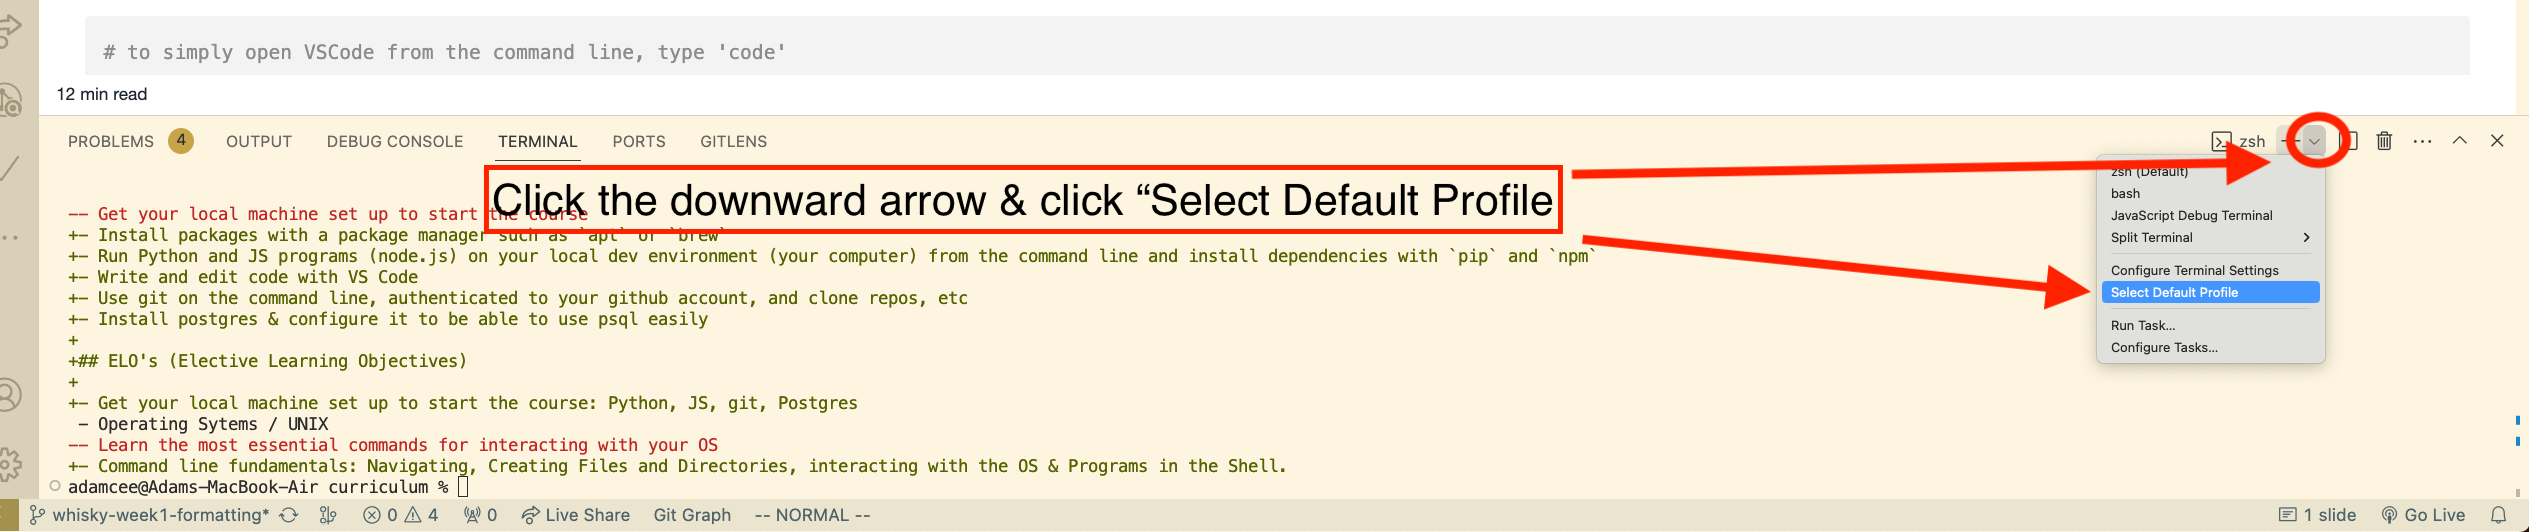 # to simply open VSCode from the command line, type 'code'
12 min read
PROBLEMS 4 OUTPUT DEBUG CONSOLE TERMINAL PORTS GITLENS zsh
Click the downward arrow & click “Select Default Profile
-- Get your local machine set up to start the course
+- Install packages with a package manager such as `apt` or `brew`
+- Run Python and JS programs (node.js) on your local dev environment (your computer) from the command line and install dependencies with `pip` and `npm`
+- Write and edit code with VS Code
+- Use git on the command line, authenticated to your github account, and clone repos, etc
+- Install postgres & configure it to be able to use psql easily
+
+## ELO's (Elective Learning Objectives)
+
+- Get your local machine set up to start the course: Python, JS, git, Postgres
- Operating Sytems / UNIX
-- Learn the most essential commands for interacting with your OS
+- Command line fundamentals: Navigating, Creating Files and Directories, interacting with the OS & Programs in the Shell.
adamcee@Adams-MacBook-Air curriculum %
zsh (Default)
bash
JavaScript Debug Terminal
Split Terminal
Configure Terminal Settings
Select Default Profile
Run Task...
Configure Tasks...
whisky-week1-formatting* 0 4 0 Live Share Git Graph -- NORMAL -- 1 slide Go Live